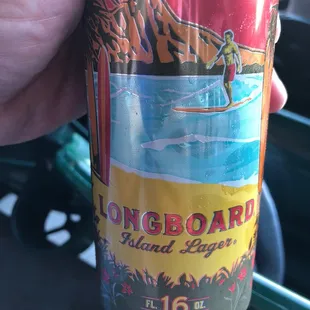 LONGBOARD
Island Lager
FL. 16 OZ.